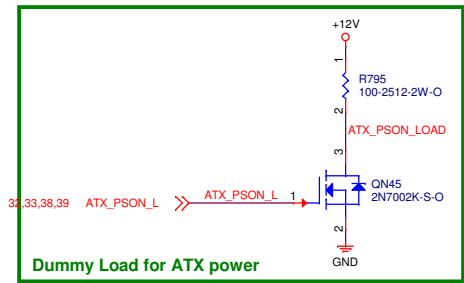 +12V
1
R795
100-2512-2W-O
2
ATX_PSON_LOAD
3
QN45
2N7002K-S-O
32,33,38,39 ATX_PSON_L ATX_PSON_L 1
2
GND
Dummy Load for ATX power